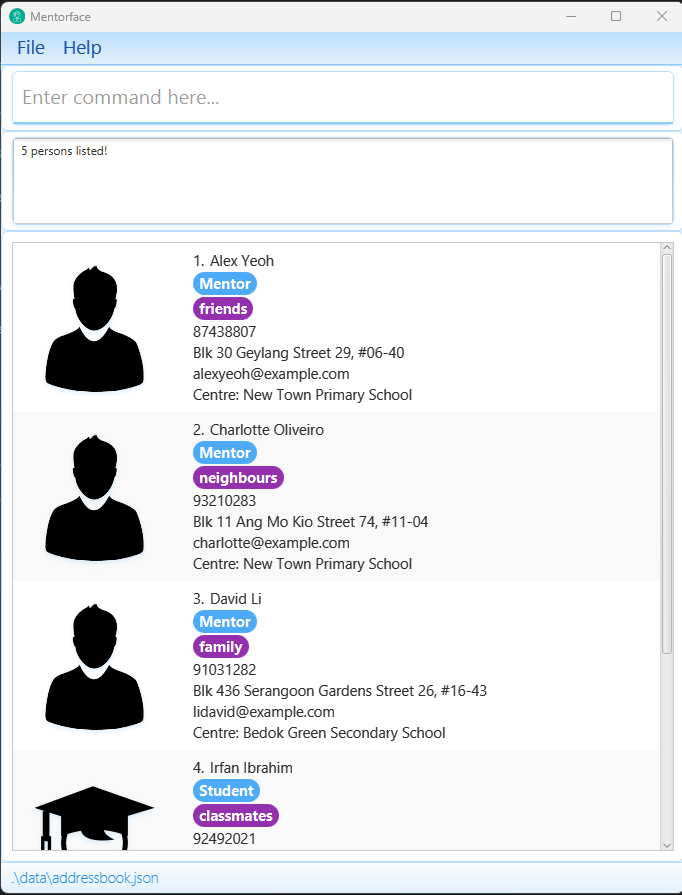 Mentorface
File Help
Enter command here...
5 persons listed!
1. Alex Yeoh
Mentor
friends
87438807
Blk 30 Geylang Street 29, #06-40
alexyeoh@example.com
Centre: New Town Primary School
2. Charlotte Oliveiro
Mentor
neighbours
93210283
Blk 11 Ang Mo Kio Street 74, #11-04
charlotte@example.com
Centre: New Town Primary School
3. David Li
Mentor
family
91031282
Blk 436 Serangoon Gardens Street 26, #16-43
lidavid@example.com
Centre: Bedok Green Secondary School
4. Irfan Ibrahim
Student
classmates
92492021
.\data\addressbook.json